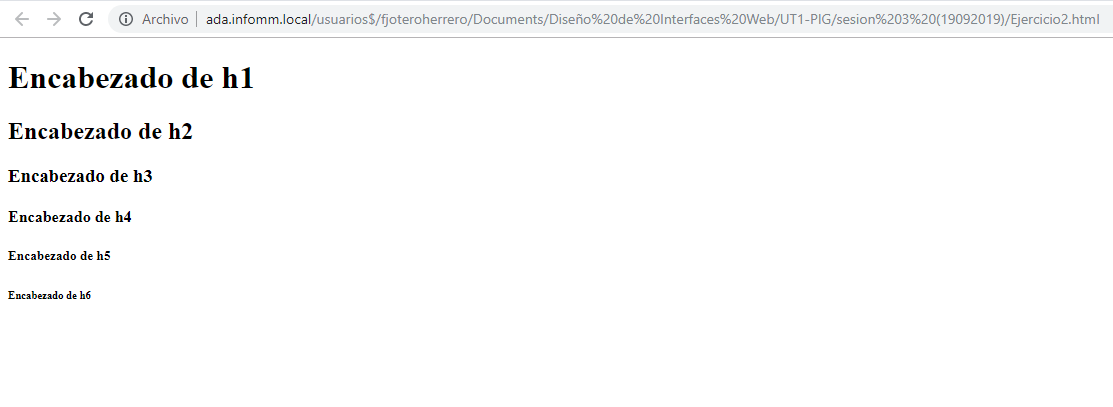 Archivo | ada.infomm.local/usuarios$/fjoteroherrero/Documents/Diseño%20de%20Interfaces%20Web/UT1-PIG/sesion%203%20(19092019)/Ejercicio2.html
Encabezado de h1
Encabezado de h2
Encabezado de h3
Encabezado de h4
Encabezado de h5
Encabezado de h6